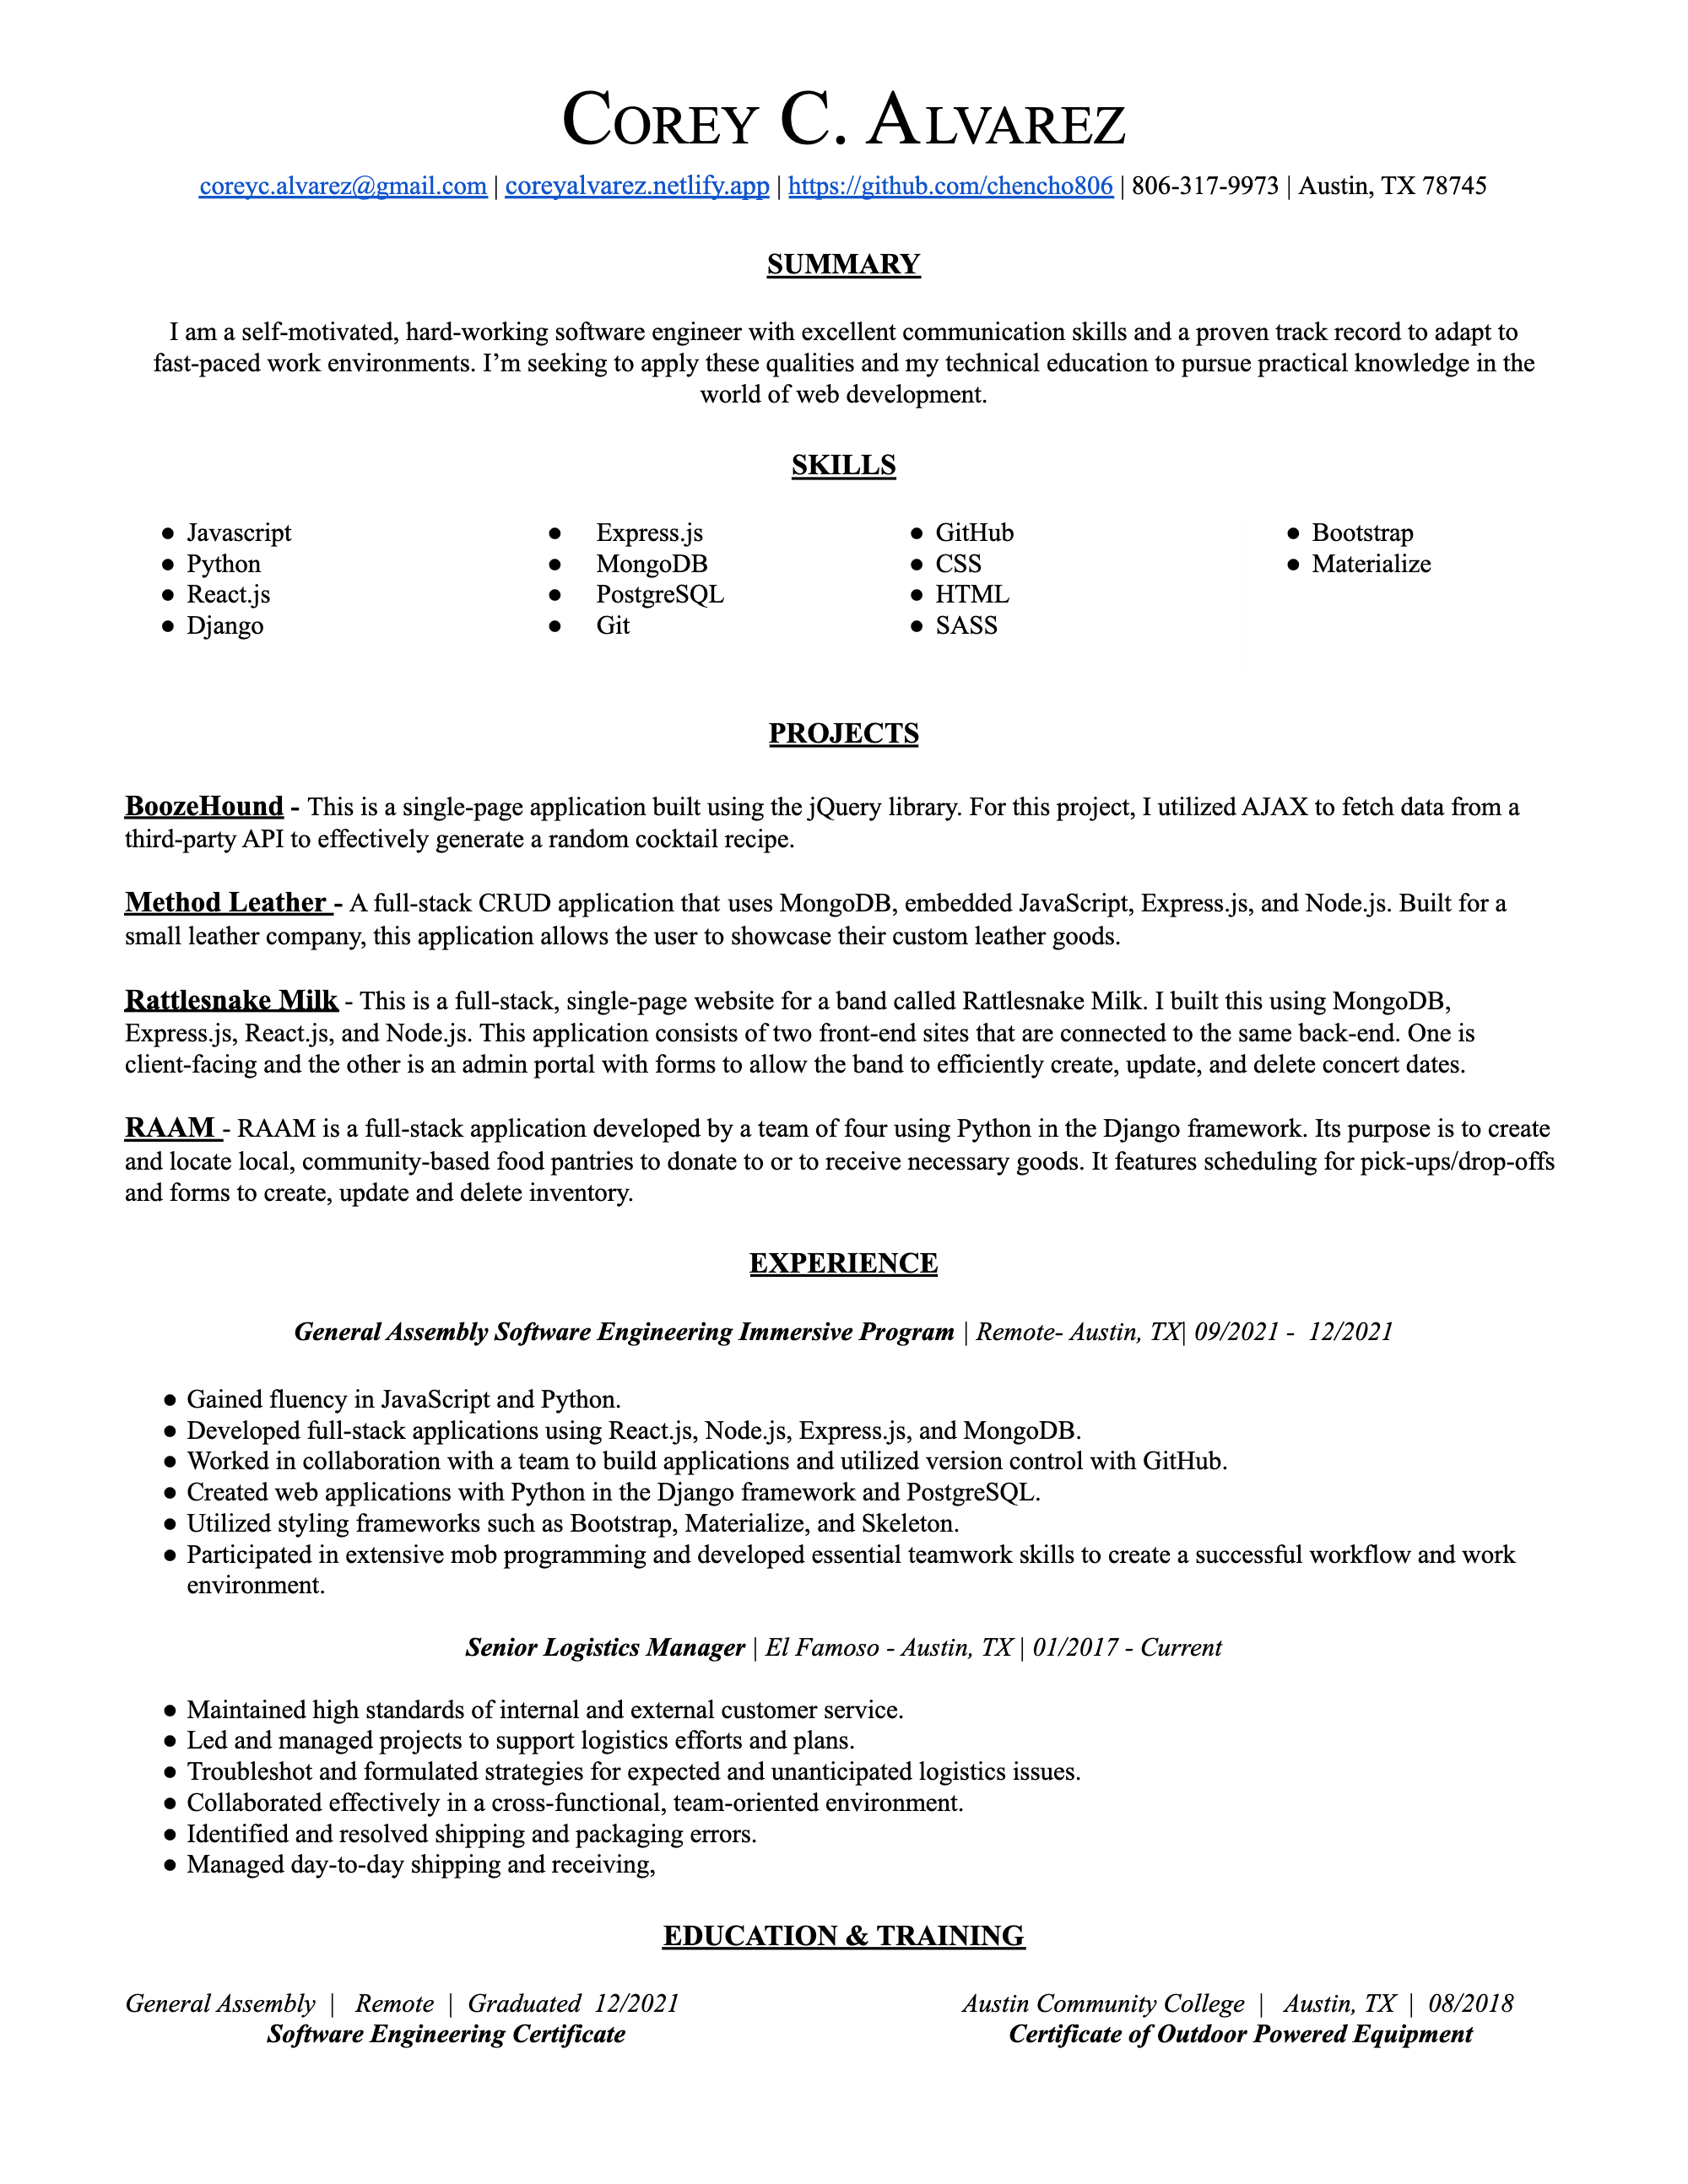 COREY C. ALVAREZ
coreyc.alvarez@gmail.com | coreyalvarez.netlify.app | https://github.com/chencho806 | 806-317-9973 | Austin, TX 78745
SUMMARY
I am a self-motivated, hard-working software engineer with excellent communication skills and a proven track record to adapt to
fast-paced work environments. I’m seeking to apply these qualities and my technical education to pursue practical knowledge in the
world of web development.
SKILLS
● Javascript
● Python
● React.js
● Django
● Express.js
● MongoDB
● PostgreSQL
● Git
● GitHub
● CSS
● HTML
● SASS
● Bootstrap
● Materialize
PROJECTS
BoozeHound - This is a single-page application built using the jQuery library. For this project, I utilized AJAX to fetch data from a
third-party API to effectively generate a random cocktail recipe.
Method Leather - A full-stack CRUD application that uses MongoDB, embedded JavaScript, Express.js, and Node.js. Built for a
small leather company, this application allows the user to showcase their custom leather goods.
Rattlesnake Milk - This is a full-stack, single-page website for a band called Rattlesnake Milk. I built this using MongoDB,
Express.js, React.js, and Node.js. This application consists of two front-end sites that are connected to the same back-end. One is
client-facing and the other is an admin portal with forms to allow the band to efficiently create, update, and delete concert dates.
RAAM - RAAM is a full-stack application developed by a team of four using Python in the Django framework. Its purpose is to create
and locate local, community-based food pantries to donate to or to receive necessary goods. It features scheduling for pick-ups/drop-offs
and forms to create, update and delete inventory.
EXPERIENCE
General Assembly Software Engineering Immersive Program | Remote- Austin, TX| 09/2021 - 12/2021
● Gained fluency in JavaScript and Python.
● Developed full-stack applications using React.js, Node.js, Express.js, and MongoDB.
● Worked in collaboration with a team to build applications and utilized version control with GitHub.
● Created web applications with Python in the Django framework and PostgreSQL.
● Utilized styling frameworks such as Bootstrap, Materialize, and Skeleton.
● Participated in extensive mob programming and developed essential teamwork skills to create a successful workflow and work
environment.
Senior Logistics Manager | El Famoso - Austin, TX | 01/2017 - Current
● Maintained high standards of internal and external customer service.
● Led and managed projects to support logistics efforts and plans.
● Troubleshot and formulated strategies for expected and unanticipated logistics issues.
● Collaborated effectively in a cross-functional, team-oriented environment.
● Identified and resolved shipping and packaging errors.
● Managed day-to-day shipping and receiving,
EDUCATION & TRAINING
General Assembly | Remote | Graduated 12/2021
Software Engineering Certificate
Austin Community College | Austin, TX | 08/2018
Certificate of Outdoor Powered Equipment